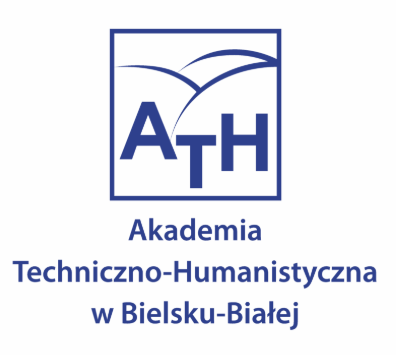 ATH
Akademia
Techniczno-Humanistyczna
w Bielsku-Białej